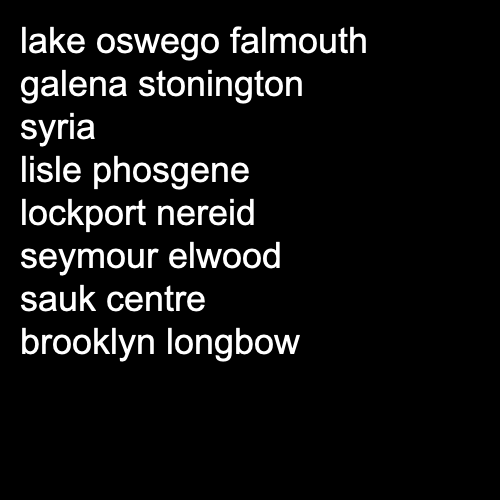 lake oswego falmouth
galena stonington
syria
lisle phosgene
lockport nereid
seymour elwood
sauk centre
brooklyn longbow